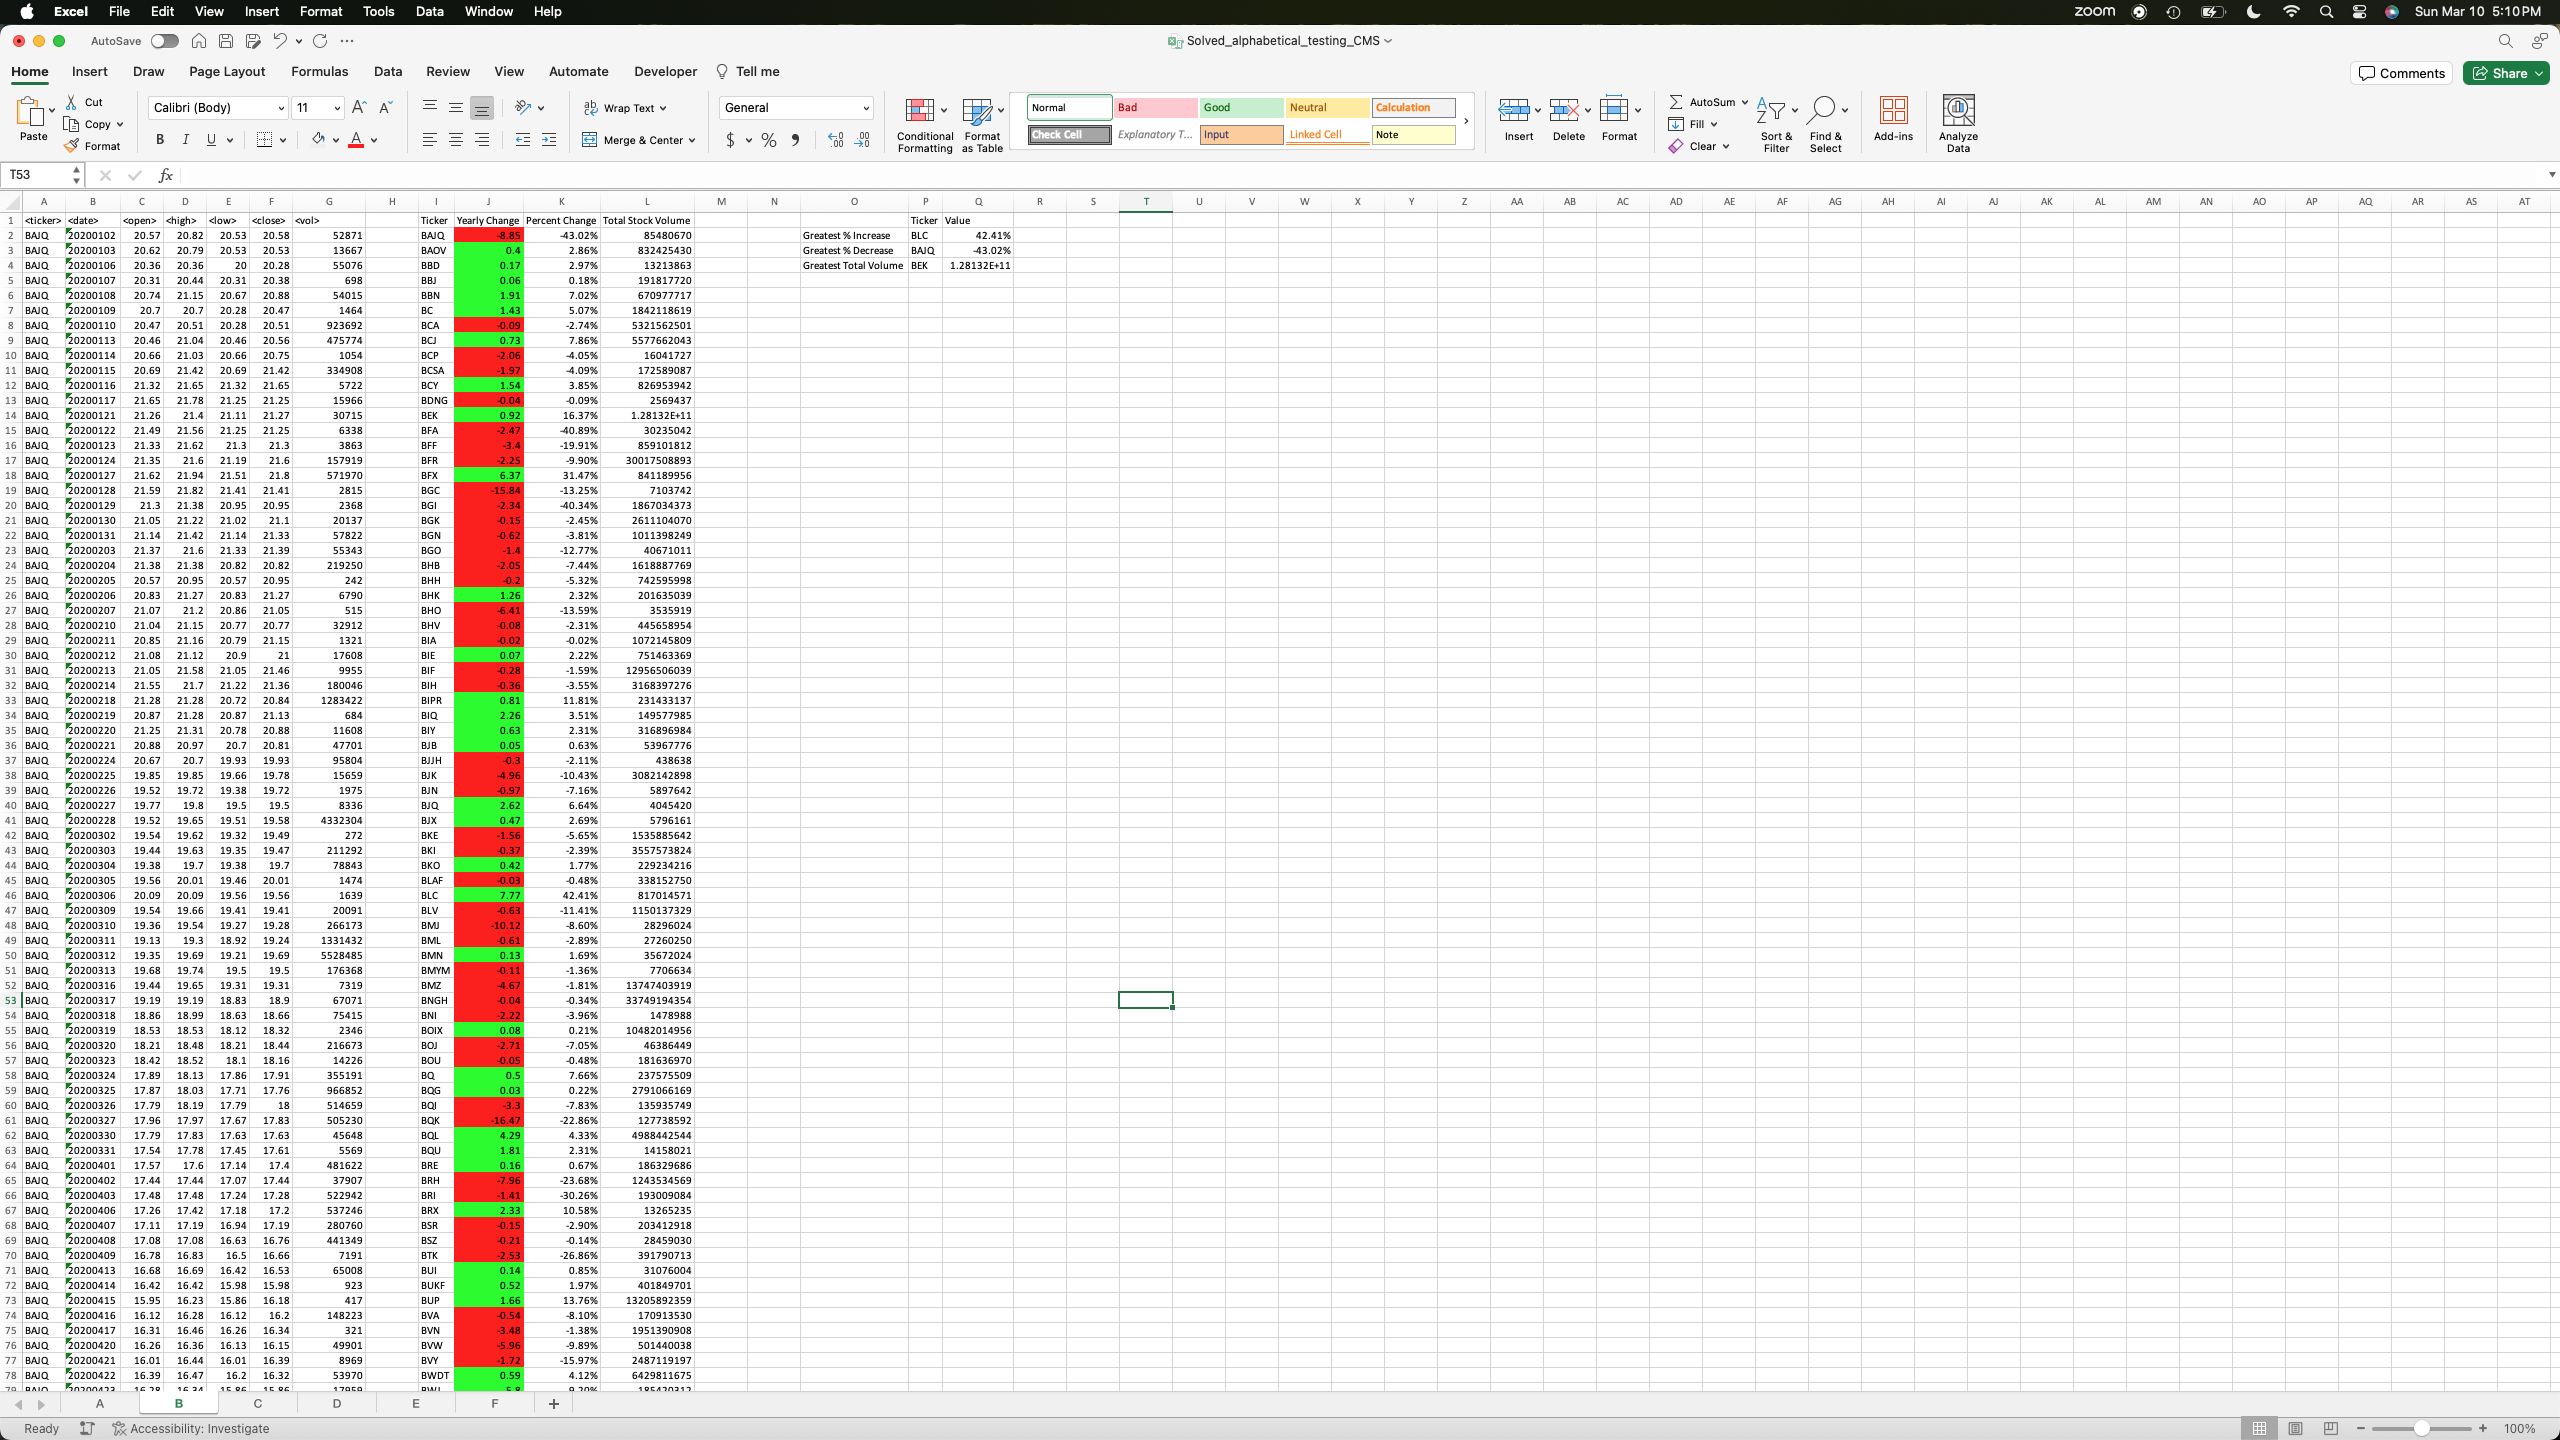 Excel File Edit View Insert Format Tools Data Window Help zoom Sun Mar 10 5:10 PM
AutoSave Solved_alphabetical_testing_CMS
Home Insert Draw Page Layout Formulas Data Review View Automate Developer Tell me Comments Share
Paste Cut Copy Format
Calibri (Body) 11
B I U
Wrap Text
Merge & Center
General
Conditional Formatting Format as Table
Normal Bad Good Neutral Calculation
Check Cell Explanatory T... Input Linked Cell Note
Insert Delete Format
AutoSum Fill Clear
Sort & Filter Find & Select Add-ins Analyze Data
T53 fx
A B C D E F G H I J K L M N O P Q R S T U V W X Y Z AA AB AC AD AE AF AG AH AI AJ AK AL AM AN AO AP AQ AR AS AT
1 <ticker> <date> <open> <high> <low> <close> <vol> Ticker Yearly Change Percent Change Total Stock Volume Ticker Value
2 BAJQ 20200102 20.57 20.82 20.53 20.58 52871 BAJQ -8.85 -43.02% 85480670 Greatest % Increase BLC 42.41%
3 BAJQ 20200103 20.62 20.79 20.53 20.53 13667 BAOV 0.4 2.86% 832425430 Greatest % Decrease BAJQ -43.02%
4 BAJQ 20200106 20.36 20.36 20 20.28 55076 BBD 0.17 2.97% 13213863 Greatest Total Volume BEK 1.28132E+11
5 BAJQ 20200107 20.31 20.44 20.31 20.38 698 BBJ 0.06 0.18% 191817720
6 BAJQ 20200108 20.74 21.15 20.67 20.88 54015 BBN 1.91 7.02% 670977717
7 BAJQ 20200109 20.7 20.7 20.28 20.47 1464 BC 1.43 5.07% 1842118619
8 BAJQ 20200110 20.47 20.51 20.28 20.51 923692 BCA -0.09 -2.74% 5321562501
9 BAJQ 20200113 20.46 21.04 20.46 20.56 475774 BCJ 0.73 7.86% 5577662043
10 BAJQ 20200114 20.66 21.03 20.66 20.75 1054 BCP -2.06 -4.05% 16041727
11 BAJQ 20200115 20.69 21.42 20.69 21.42 334908 BCSA -1.97 -4.09% 172589087
12 BAJQ 20200116 21.32 21.65 21.32 21.65 5722 BCY 1.54 3.85% 826953942
13 BAJQ 20200117 21.65 21.78 21.25 21.25 15966 BDNG -0.04 -0.09% 2569437
14 BAJQ 20200121 21.26 21.4 21.11 21.27 30715 BEK 0.92 16.37% 1.28132E+11
15 BAJQ 20200122 21.49 21.56 21.25 21.25 6338 BFA -2.47 -40.89% 30235042
16 BAJQ 20200123 21.33 21.62 21.3 21.3 3863 BFF -3.4 -19.91% 859101812
17 BAJQ 20200124 21.35 21.6 21.19 21.6 157919 BFR -2.25 -9.90% 30017508893
18 BAJQ 20200127 21.62 21.94 21.51 21.8 571970 BFX 6.37 31.47% 841189956
19 BAJQ 20200128 21.59 21.82 21.41 21.41 2815 BGC -15.84 -13.25% 7103742
20 BAJQ 20200129 21.3 21.38 20.95 20.95 2368 BGI -2.34 -40.34% 1867034373
21 BAJQ 20200130 21.05 21.22 21.02 21.1 20137 BGK -0.15 -2.45% 2611104070
22 BAJQ 20200131 21.14 21.42 21.14 21.33 57822 BGN -0.62 -3.81% 1011398249
23 BAJQ 20200203 21.37 21.6 21.33 21.39 55343 BGO -1.4 -12.77% 40671011
24 BAJQ 20200204 21.38 21.38 20.82 20.82 219250 BHB -2.05 -7.44% 1618887769
25 BAJQ 20200205 20.57 20.95 20.57 20.95 242 BHH -0.2 -5.32% 742595998
26 BAJQ 20200206 20.83 21.27 20.83 21.27 6790 BHK 1.26 2.32% 201635039
27 BAJQ 20200207 21.07 21.2 20.86 21.05 515 BHO -6.41 -13.59% 3535919
28 BAJQ 20200210 21.04 21.15 20.77 20.77 32912 BHV -0.08 -2.31% 445658954
29 BAJQ 20200211 20.85 21.16 20.79 21.15 1321 BIA -0.02 -0.02% 1072145809
30 BAJQ 20200212 21.08 21.12 20.9 21 17608 BIE 0.07 2.22% 751463369
31 BAJQ 20200213 21.05 21.58 21.05 21.46 9955 BIF -0.28 -1.59% 12956506039
32 BAJQ 20200214 21.55 21.7 21.22 21.36 180046 BIH -0.36 -3.55% 3168397276
33 BAJQ 20200218 21.28 21.28 20.72 20.84 1283422 BIPR 0.81 11.81% 231433137
34 BAJQ 20200219 20.87 21.28 20.87 21.13 684 BIQ 2.26 3.51% 149577985
35 BAJQ 20200220 21.25 21.31 20.78 20.88 11608 BIY 0.63 2.31% 316896984
36 BAJQ 20200221 20.88 20.97 20.7 20.81 47701 BJB 0.05 0.63% 53967776
37 BAJQ 20200224 20.67 20.7 19.93 19.93 95804 BJJH -0.3 -2.11% 438638
38 BAJQ 20200225 19.85 19.85 19.66 19.78 15659 BJK -4.96 -10.43% 3082142898
39 BAJQ 20200226 19.52 19.72 19.38 19.72 1975 BJN -0.97 -7.16% 5897642
40 BAJQ 20200227 19.77 19.8 19.5 19.5 8336 BJQ 2.62 6.64% 4045420
41 BAJQ 20200228 19.52 19.65 19.51 19.58 4332304 BJX 0.47 2.69% 5796161
42 BAJQ 20200302 19.54 19.62 19.32 19.49 272 BKE -1.56 -5.65% 1535885642
43 BAJQ 20200303 19.44 19.63 19.35 19.47 211292 BKI -0.37 -2.39% 3557573824
44 BAJQ 20200304 19.38 19.7 19.38 19.7 78843 BKO 0.42 1.77% 229234216
45 BAJQ 20200305 19.56 20.01 19.46 20.01 1474 BLAF -0.03 -0.48% 338152750
46 BAJQ 20200306 20.09 20.09 19.56 19.56 1639 BLC 7.77 42.41% 817014571
47 BAJQ 20200309 19.54 19.66 19.41 19.41 20091 BLV -0.63 -11.41% 1150137329
48 BAJQ 20200310 19.36 19.54 19.27 19.28 266173 BMJ -10.12 -8.60% 28296024
49 BAJQ 20200311 19.13 19.3 18.92 19.24 1331432 BML -0.61 -2.89% 27260250
50 BAJQ 20200312 19.35 19.69 19.21 19.69 5528485 BMN 0.13 1.69% 35672024
51 BAJQ 20200313 19.68 19.74 19.5 19.5 176368 BMYM -0.11 -1.36% 7706634
52 BAJQ 20200316 19.44 19.65 19.31 19.31 7319 BMZ -4.67 -1.81% 13747403919
53 BAJQ 20200317 19.19 19.19 18.83 18.9 67071 BNGH -0.04 -0.34% 33749194354
54 BAJQ 20200318 18.86 18.99 18.63 18.66 75415 BNI -2.22 -3.96% 1478988
55 BAJQ 20200319 18.53 18.53 18.12 18.32 2346 BOIX 0.08 0.21% 10482014956
56 BAJQ 20200320 18.21 18.48 18.21 18.44 216673 BOJ -2.71 -7.05% 46386449
57 BAJQ 20200323 18.42 18.52 18.1 18.16 14226 BOU -0.05 -0.48% 181636970
58 BAJQ 20200324 17.89 18.13 17.86 17.91 355191 BQ 0.5 7.66% 237575509
59 BAJQ 20200325 17.87 18.03 17.71 17.76 966852 BQG 0.03 0.22% 2791066169
60 BAJQ 20200326 17.79 18.19 17.79 18 514659 BQI -3.3 -7.83% 135935749
61 BAJQ 20200327 17.96 17.97 17.67 17.83 505230 BQK -16.47 -22.86% 127738592
62 BAJQ 20200330 17.79 17.83 17.63 17.63 45648 BQL 4.29 4.33% 4988442544
63 BAJQ 20200331 17.54 17.78 17.45 17.61 5569 BQU 1.81 2.31% 14158021
64 BAJQ 20200401 17.57 17.6 17.14 17.4 481622 BRE 0.16 0.67% 186329686
65 BAJQ 20200402 17.44 17.44 17.07 17.44 37907 BRH -7.96 -23.68% 1243534569
66 BAJQ 20200403 17.48 17.48 17.24 17.28 522942 BRI -1.41 -30.26% 193009084
67 BAJQ 20200406 17.26 17.42 17.18 17.2 537246 BRX 2.33 10.58% 13265235
68 BAJQ 20200407 17.11 17.19 16.94 17.19 280760 BSR -0.15 -2.90% 203412918
69 BAJQ 20200408 17.08 17.08 16.63 16.76 441349 BSZ -0.21 -0.14% 28459030
70 BAJQ 20200409 16.78 16.83 16.5 16.66 7191 BTK -2.53 -26.86% 391790713
71 BAJQ 20200413 16.68 16.69 16.42 16.53 65008 BUI 0.14 0.85% 31076004
72 BAJQ 20200414 16.42 16.42 15.98 15.98 923 BUKF 0.52 1.97% 401849701
73 BAJQ 20200415 15.95 16.23 15.86 16.18 417 BUP 1.66 13.76% 13205892359
74 BAJQ 20200416 16.12 16.28 16.12 16.2 148223 BVA -0.54 -8.10% 170913530
75 BAJQ 20200417 16.31 16.46 16.26 16.34 321 BVN -3.48 -1.38% 1951390908
76 BAJQ 20200420 16.26 16.36 16.13 16.15 49901 BVW -5.96 -9.89% 501440038
77 BAJQ 20200421 16.01 16.44 16.01 16.39 8969 BVY -1.72 -15.97% 2487119197
78 BAJQ 20200422 16.39 16.47 16.2 16.32 53970 BWDT 0.59 4.12% 6429811675
A B C D E F
Ready Accessibility: Investigate 100%